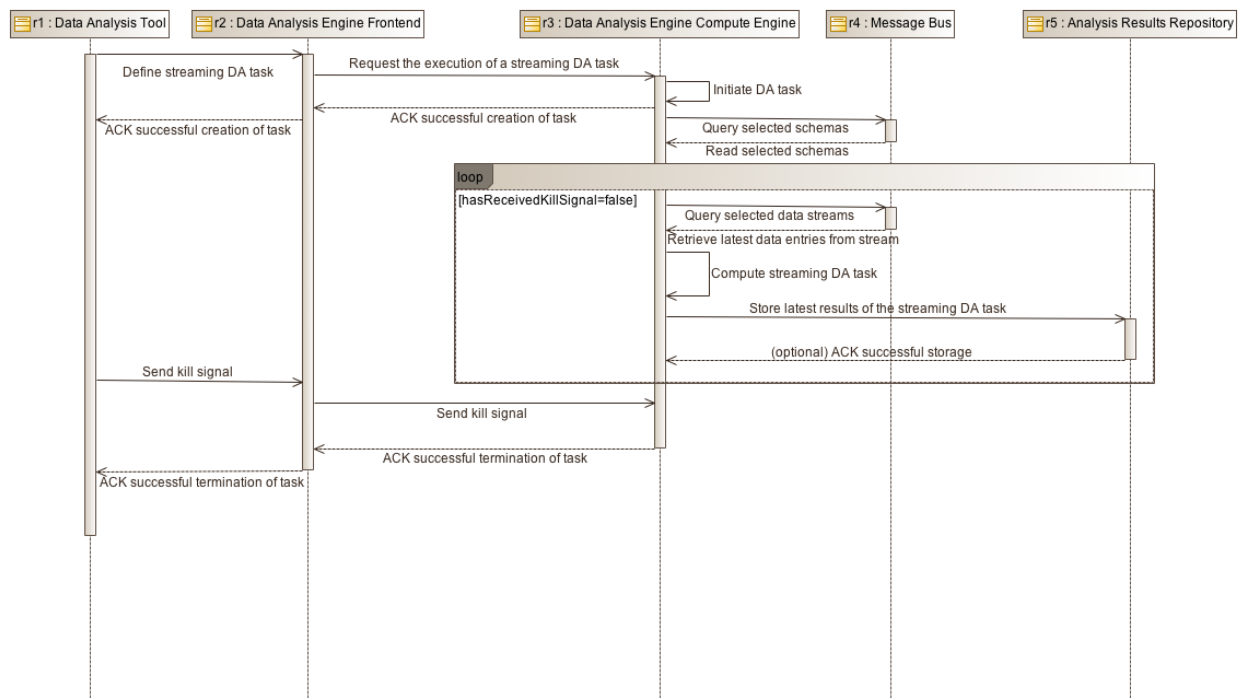 r1 : Data Analysis Tool
r2 : Data Analysis Engine Frontend
r3 : Data Analysis Engine Compute Engine
r4 : Message Bus
r5 : Analysis Results Repository
Define streaming DA task
Request the execution of a streaming DA task
Initiate DA task
ACK successful creation of task
ACK successful creation of task
Query selected schemas
Read selected schemas
loop
[hasReceivedKillSignal=false]
Query selected data streams
Retrieve latest data entries from stream
Compute streaming DA task
Store latest results of the streaming DA task
(optional) ACK successful storage
Send kill signal
Send kill signal
ACK successful termination of task
ACK successful termination of task